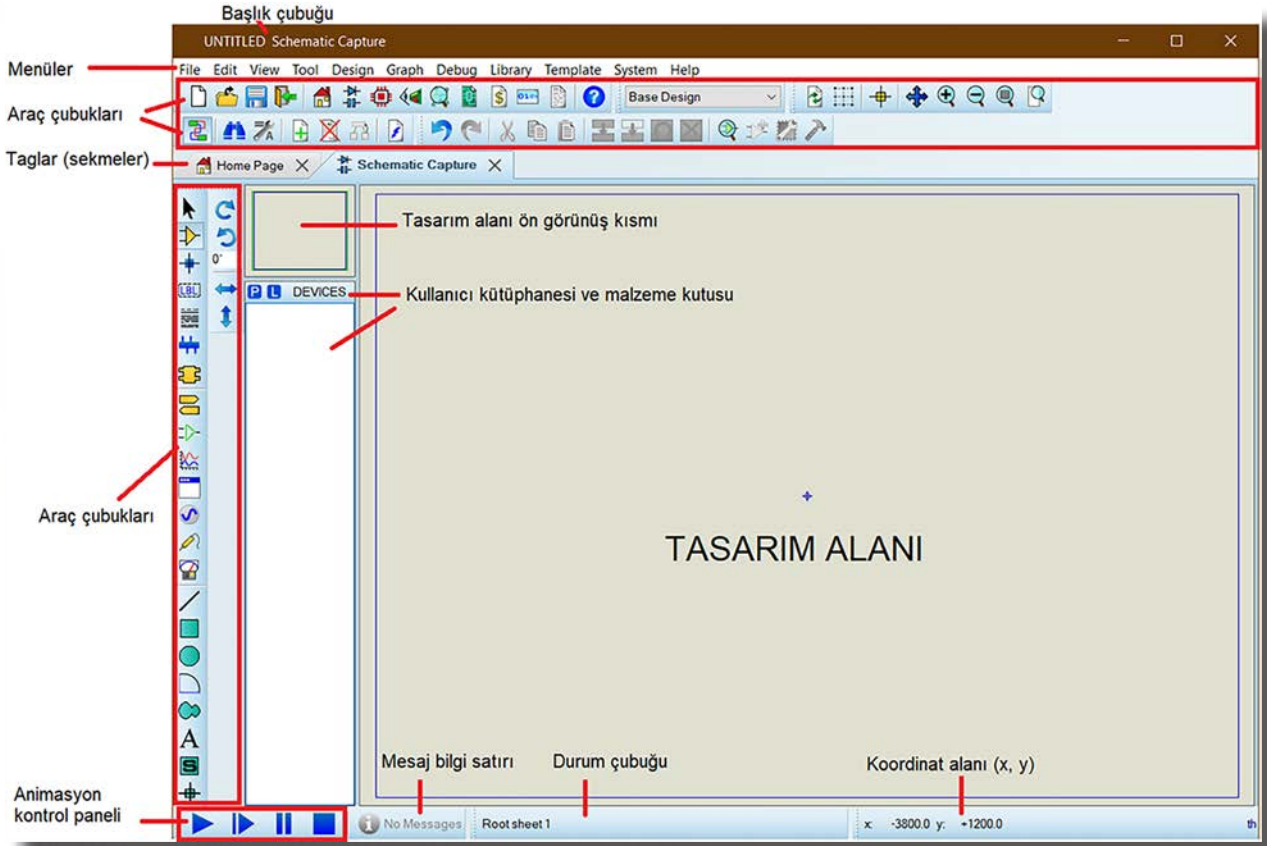 Başlık çubuğu
UNTITLED Schematic Capture
Menüler
File Edit View Tool Design Graph Debug Library Template System Help
Araç çubukları
Base Design
Taglar (sekmeler)
Home Page
Schematic Capture
Tasarım alanı ön görünüş kısmı
0°
LBL
P L DEVICES
Kullanıcı kütüphanesi ve malzeme kutusu
Araç çubukları
TASARIM ALANI
A
S
Mesaj bilgi satırı
Durum çubuğu
Koordinat alanı (x, y)
Animasyon
kontrol paneli
No Messages
Root sheet 1
x: -3800.0 y: +1200.0
th